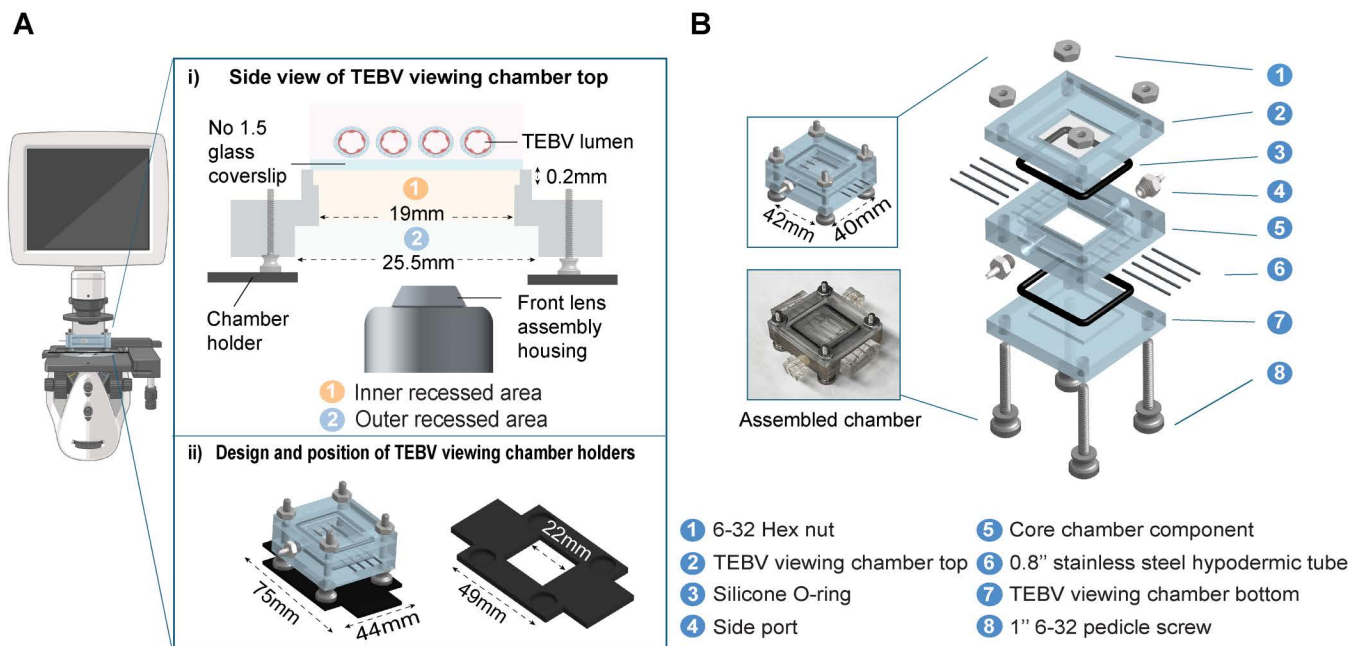 A
i) Side view of TEBV viewing chamber top
No 1.5
glass
coverslip
TEBV lumen
0.2mm
1
19mm
2
25.5mm
Chamber
holder
Front lens
assembly
housing
1 Inner recessed area
2 Outer recessed area
ii) Design and position of TEBV viewing chamber holders
75mm
44mm
22mm
49mm
B
42mm
40mm
Assembled chamber
1
2
3
4
5
6
7
8
1 6-32 Hex nut
2 TEBV viewing chamber top
3 Silicone O-ring
4 Side port
5 Core chamber component
6 0.8'' stainless steel hypodermic tube
7 TEBV viewing chamber bottom
8 1'' 6-32 pedicle screw